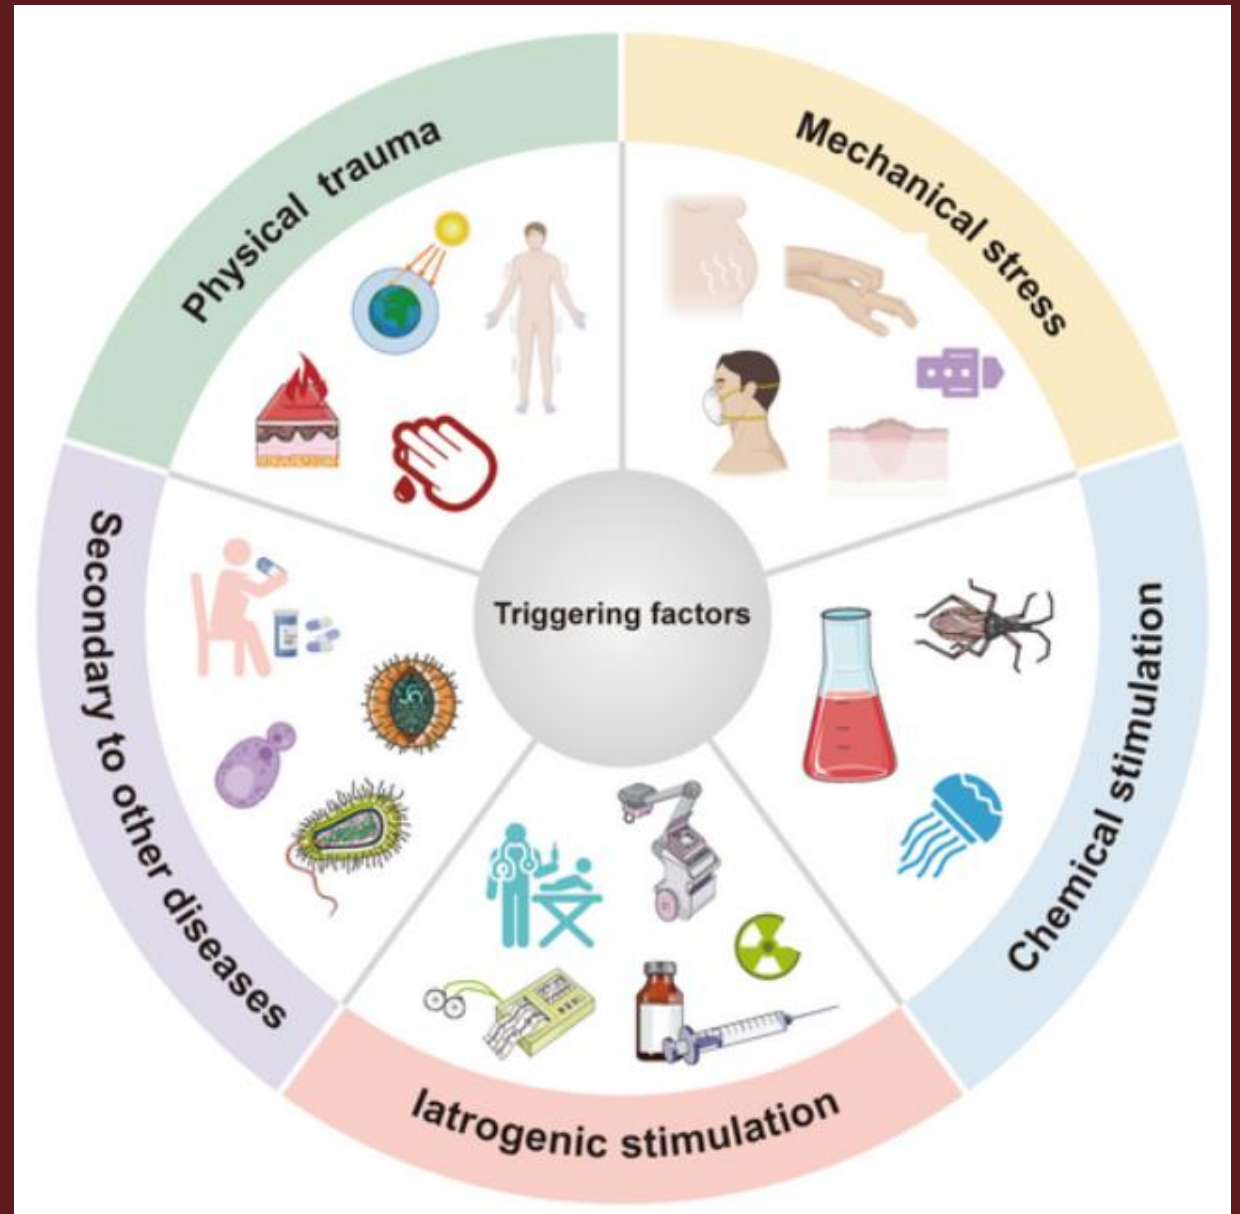 Physical trauma
Mechanical stress
Triggering factors
Secondary to other diseases
Chemical stimulation
Iatrogenic stimulation